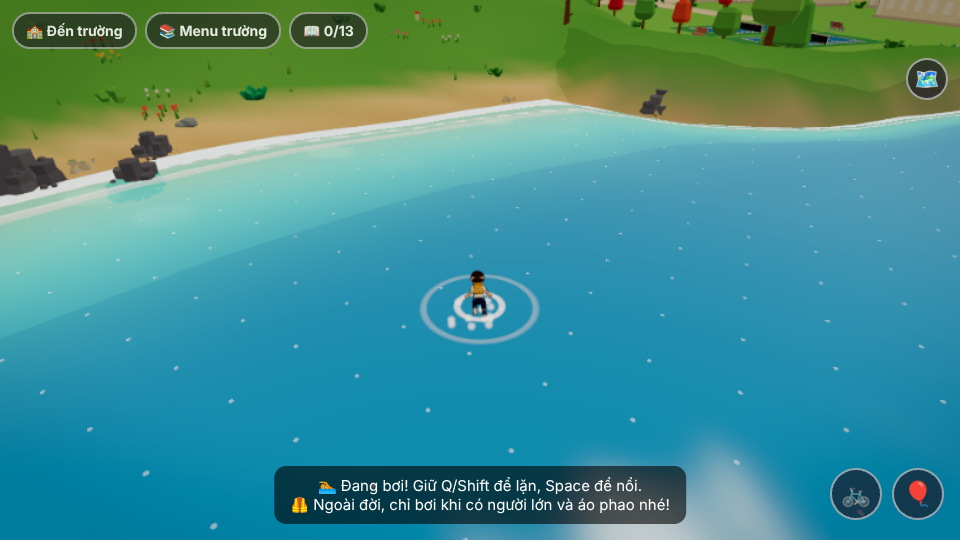 Đến trường
Menu trường
0/13
Đang bơi! Giữ Q/Shift để lặn, Space để nổi.
Ngoài đời, chỉ bơi khi có người lớn và áo phao nhé!